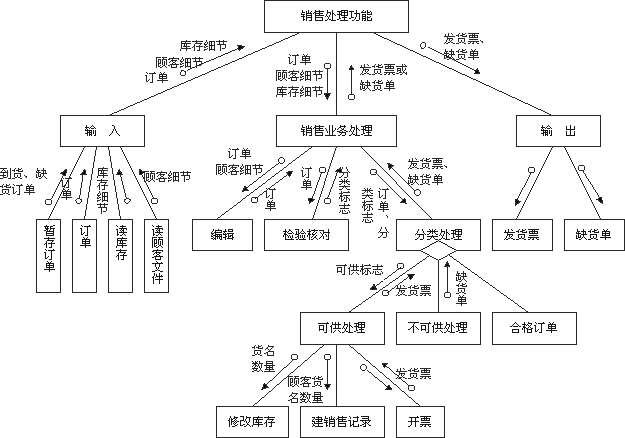 销售处理功能
库存细节
顾客细节
订单
订单
顾客细节
库存细节
发货票或
缺货单
发货票、
缺货单
输 入
销售业务处理
输 出
到货、缺
货订单
订单
库存细节
顾客细节
订单
顾客细节
订单
订单
分类标志
订单、分
类标志
发货票、
缺货单
暂存订单
订单
读库存
读顾客文件
编辑
检验核对
分类处理
发货票
缺货单
可供标志
发货票
缺货单
可供处理
不可供处理
合格订单
货名
数量
顾客货
名数量
发货票
修改库存
建销售记录
开票